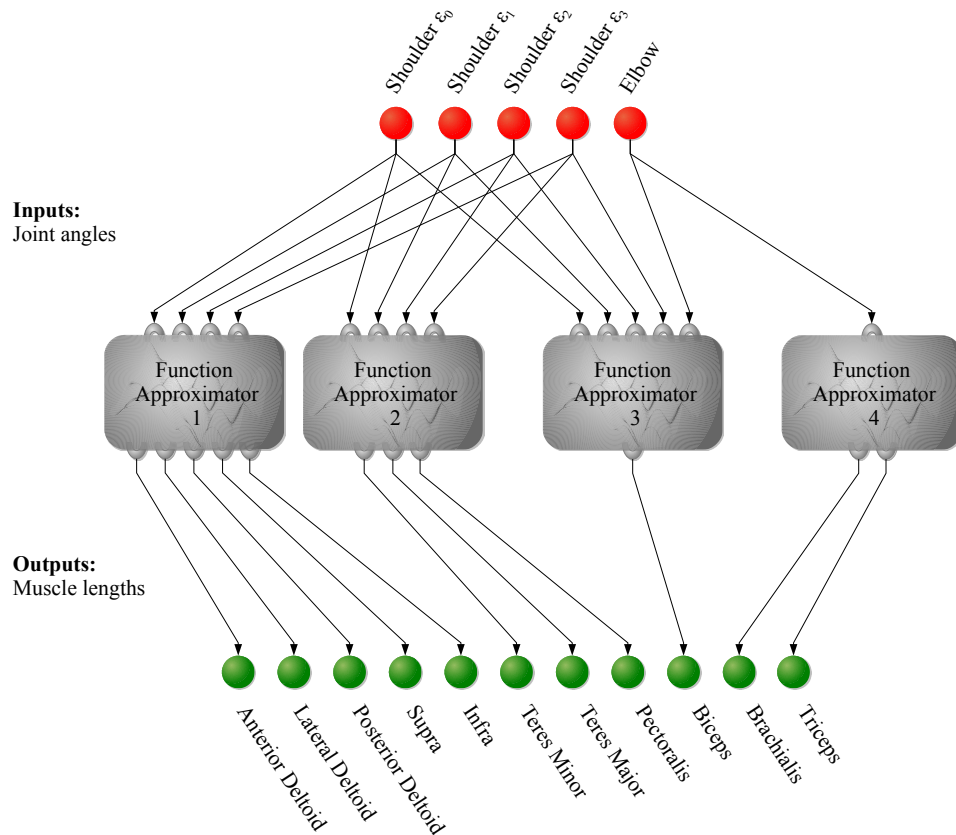 Shoulder ε₀
Shoulder ε₁
Shoulder ε₂
Shoulder ε₃
Elbow
Inputs:
Joint angles
Function
Approximator
1
Function
Approximator
2
Function
Approximator
3
Function
Approximator
4
Outputs:
Muscle lengths
Anterior Deltoid
Lateral Deltoid
Posterior Deltoid
Supra
Infra
Teres Minor
Teres Major
Pectoralis
Biceps
Brachialis
Triceps